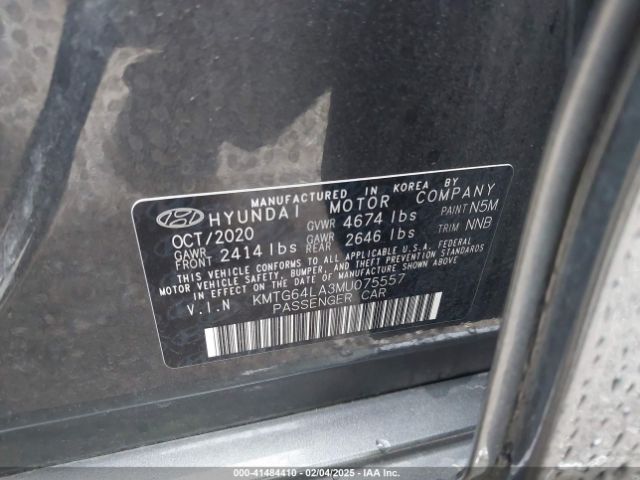 MANUFACTURED IN KOREA BY
HYUNDAI MOTOR COMPANY
OCT/2020 GVWR 4674 lbs PAINT N5M
GAWR FRONT 2414 lbs GAWR REAR 2646 lbs TRIM NNB
THIS VEHICLE CONFORMS TO ALL APPLICABLE U.S.A. FEDERAL
MOTOR VEHICLE SAFETY, BUMPER, AND THEFT PREVENTION STANDARDS
IN EFFECT ON THE DATE OF MANUFACTURE SHOWN ABOVE.
V.I.N KMTG64LA3MU075557
PASSENGER CAR
000-41484410 - 02/04/2025 - IAA Inc.